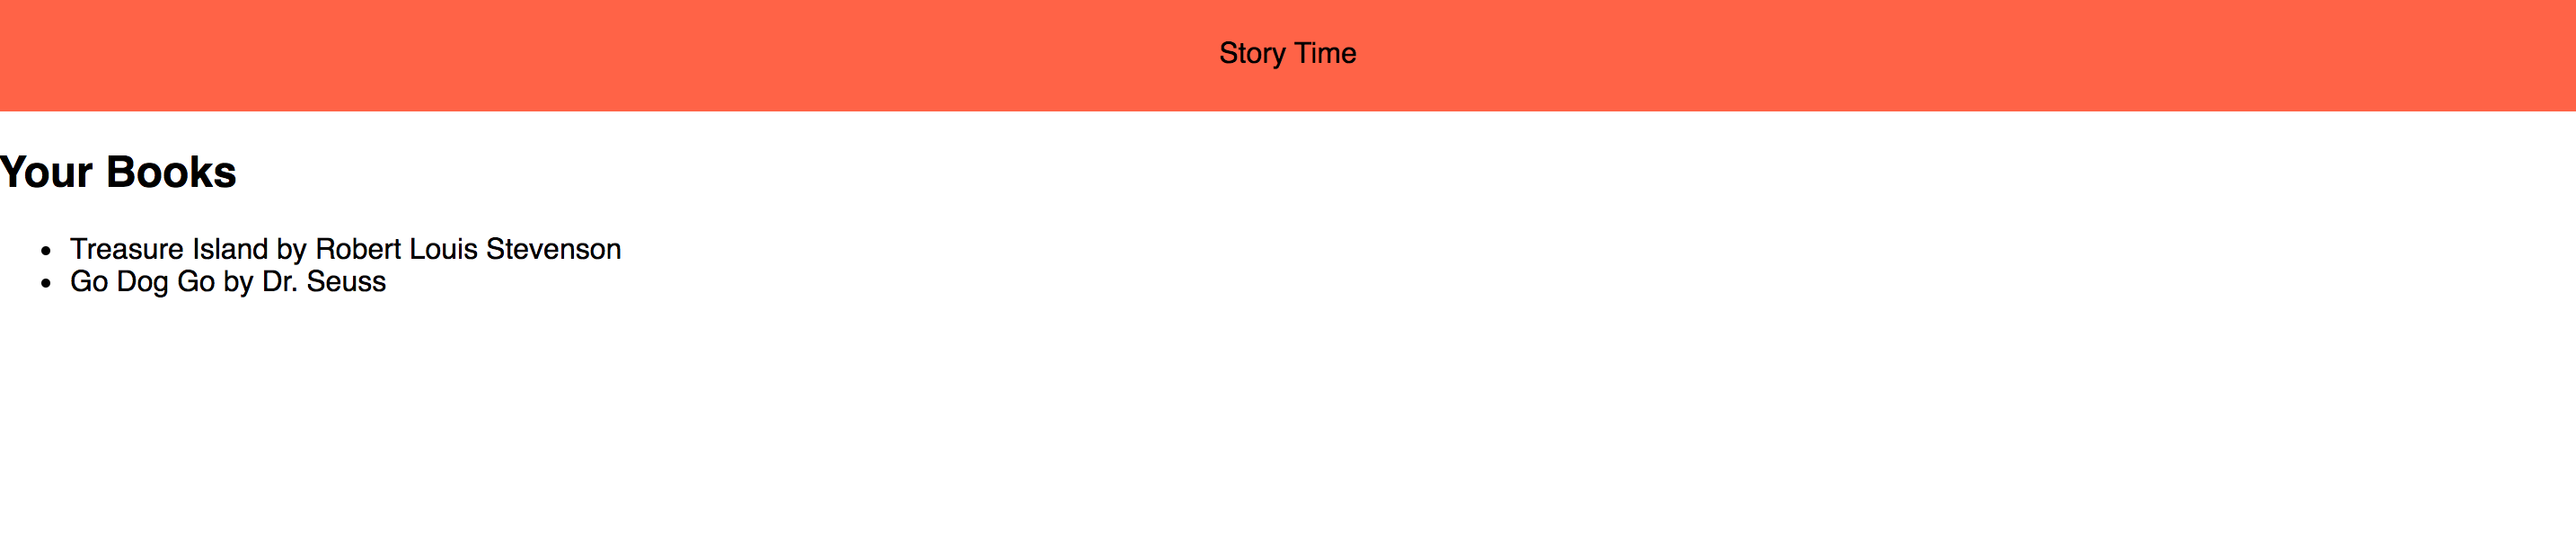 Story Time
Your Books
• Treasure Island by Robert Louis Stevenson
• Go Dog Go by Dr. Seuss